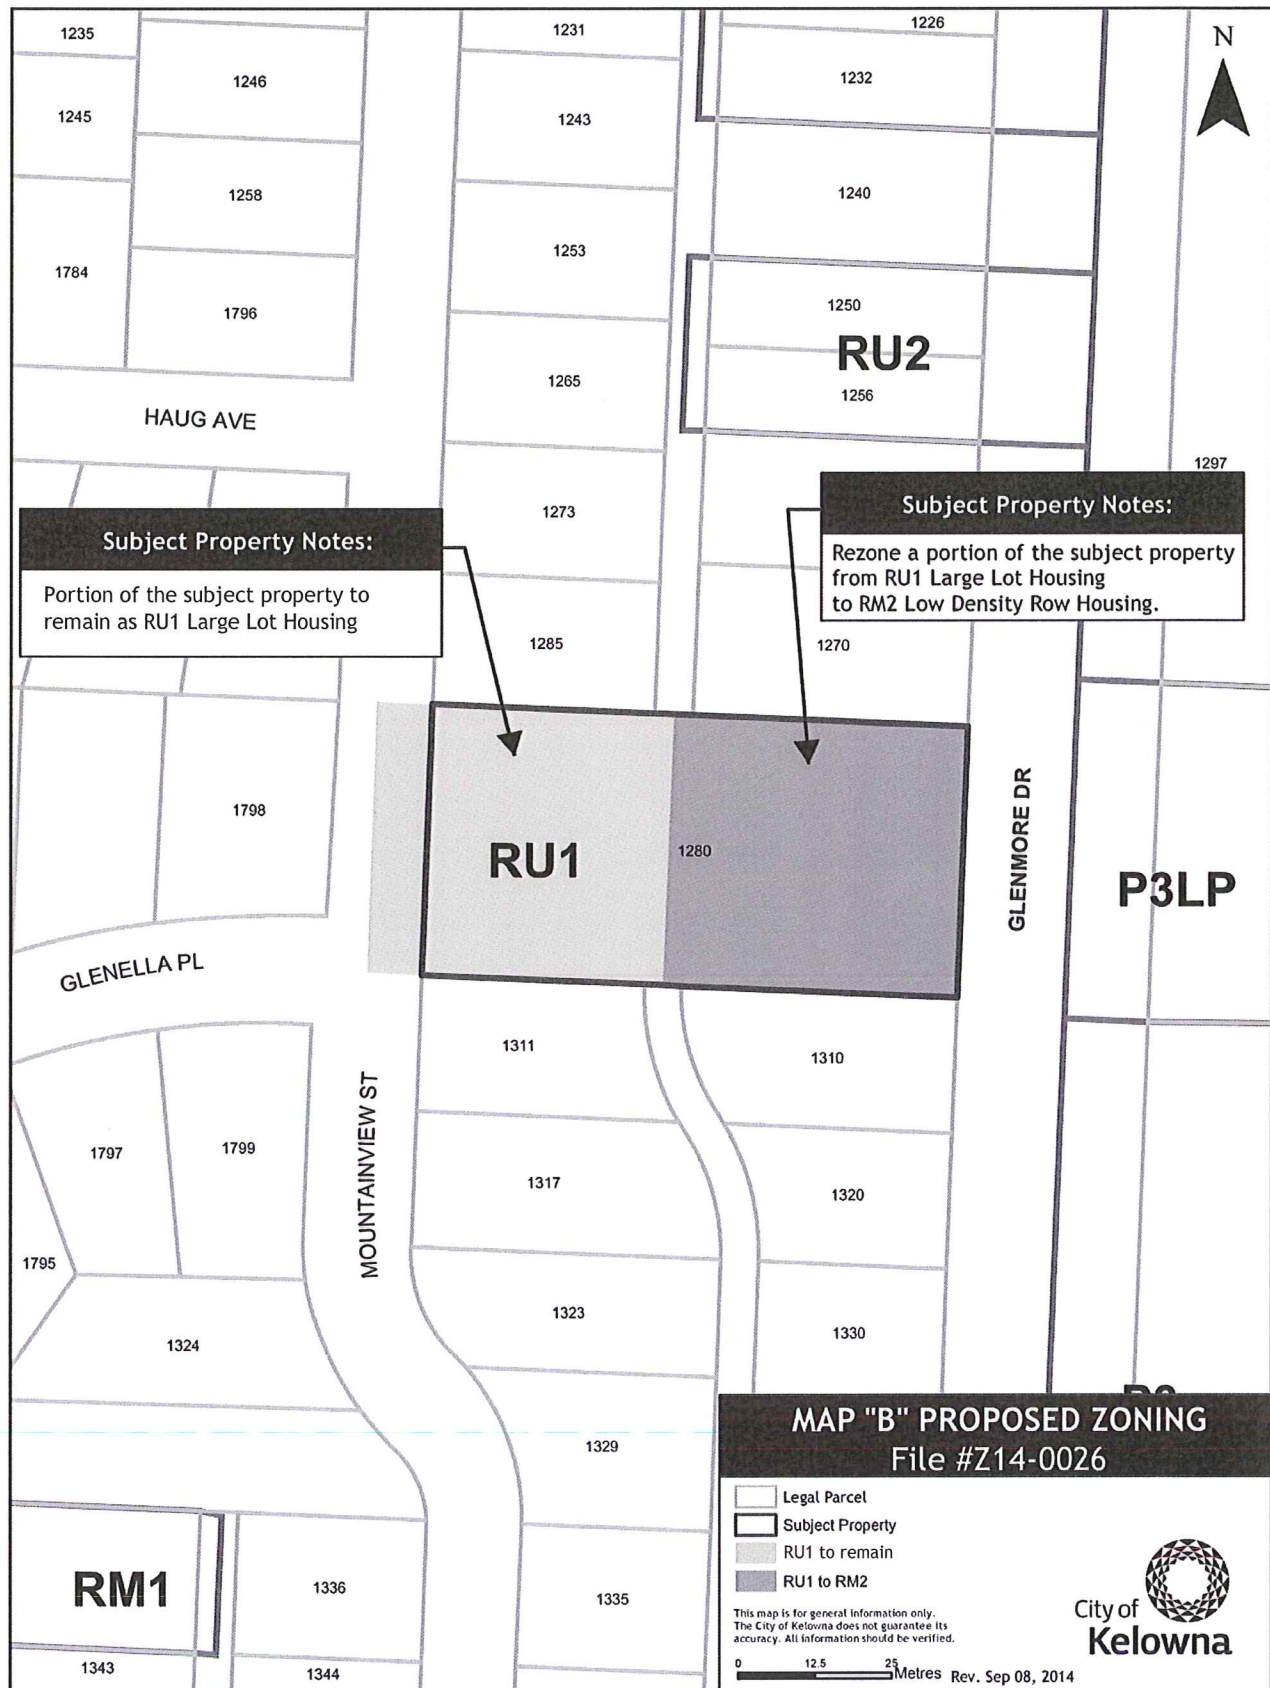 1235
1231
1226
N
1246
1232
1245
1243
1258
1240
1253
1784
1250
1796
RU2
1265
1256
HAUG AVE
1297
Subject Property Notes:
Rezone a portion of the subject property
from RU1 Large Lot Housing
to RM2 Low Density Row Housing.
1273
Subject Property Notes:
Portion of the subject property to
remain as RU1 Large Lot Housing
1285
1270
1798
RU1
1280
GLENMORE DR
P3LP
GLENELLA PL
1311
1310
MOUNTAINVIEW ST
1797
1799
1317
1320
1795
1323
1330
1324
MAP "B" PROPOSED ZONING
File #Z14-0026
1329
Legal Parcel
Subject Property
RU1 to remain
RU1 to RM2
RM1
1336
1335
This map is for general information only.
The City of Kelowna does not guarantee its
accuracy. All information should be verified.
City of
Kelowna
1343
1344
0 12.5 25 Metres Rev. Sep 08, 2014